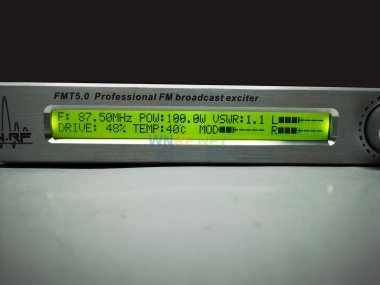 FMT5.0 Professional FM broadcast exciter
F: 87.50MHz POW:100.0W VSWR:1.1 L
DRIVE: 48% TEMP:40c MOD R